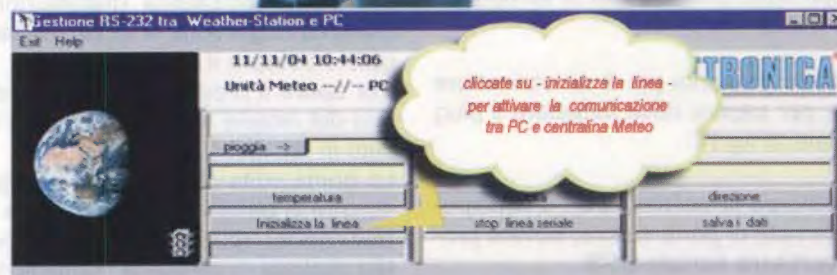 Gestione RS-232 tra Weather-Station e PC
Exit Help
11/11/04 10:44:06
Unità Meteo --//-- PC
cliccate su - inizializza la linea -
per attivare la comunicazione
tra PC e centralina Meteo
TRONICA
pioggia ->
temperatura
direzione
Inizializza la linea
stop linea seriale
salva i dati